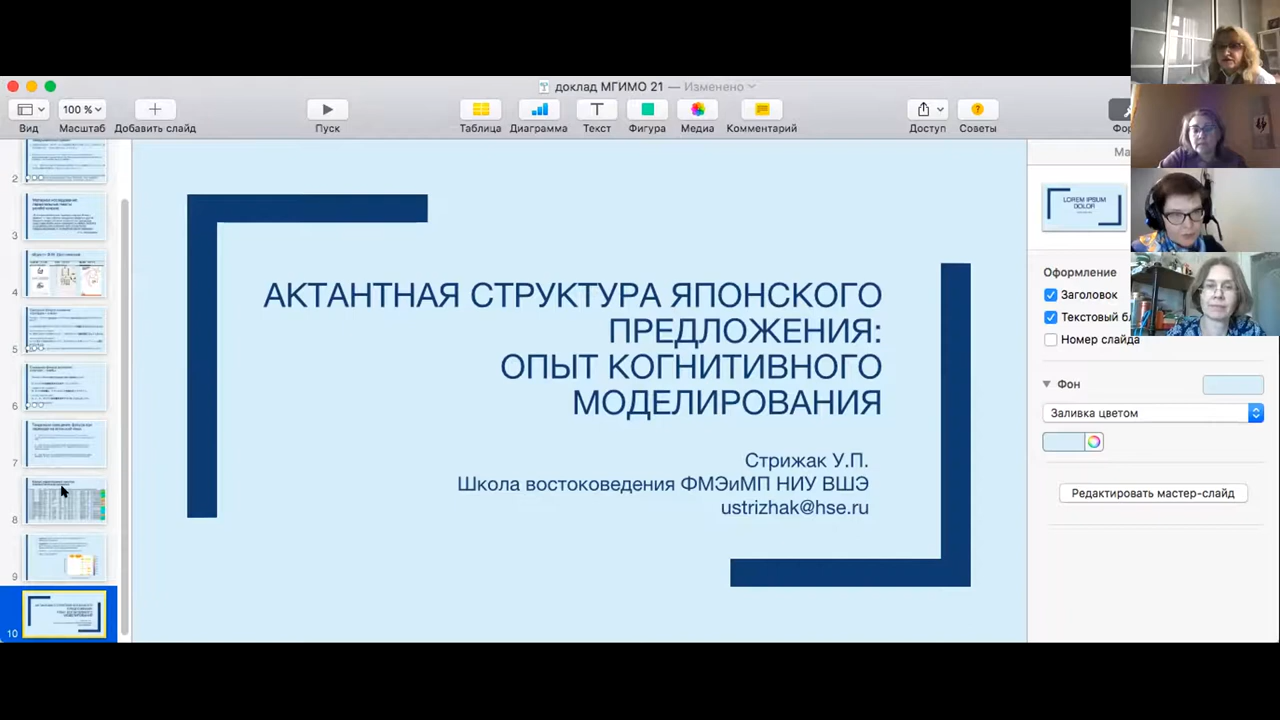 доклад МГИМО 21 — Изменено
100 %
Вид
Масштаб
Добавить слайд
Пуск
Таблица
Диаграмма
Текст
Фигура
Медиа
Комментарий
Доступ
Советы
2
3
4
5
6
7
8
9
10
АКТАНТНАЯ СТРУКТУРА ЯПОНСКОГО
ПРЕДЛОЖЕНИЯ:
ОПЫТ КОГНИТИВНОГО
МОДЕЛИРОВАНИЯ
Стрижак У.П.
Школа востоковедения ФМЭиМП НИУ ВШЭ
ustrizhak@hse.ru
LOREM IPSUM
DOLOR
Оформление
Заголовок
Текстовый
Номер слайда
Фон
Заливка цветом
Редактировать мастер-слайд